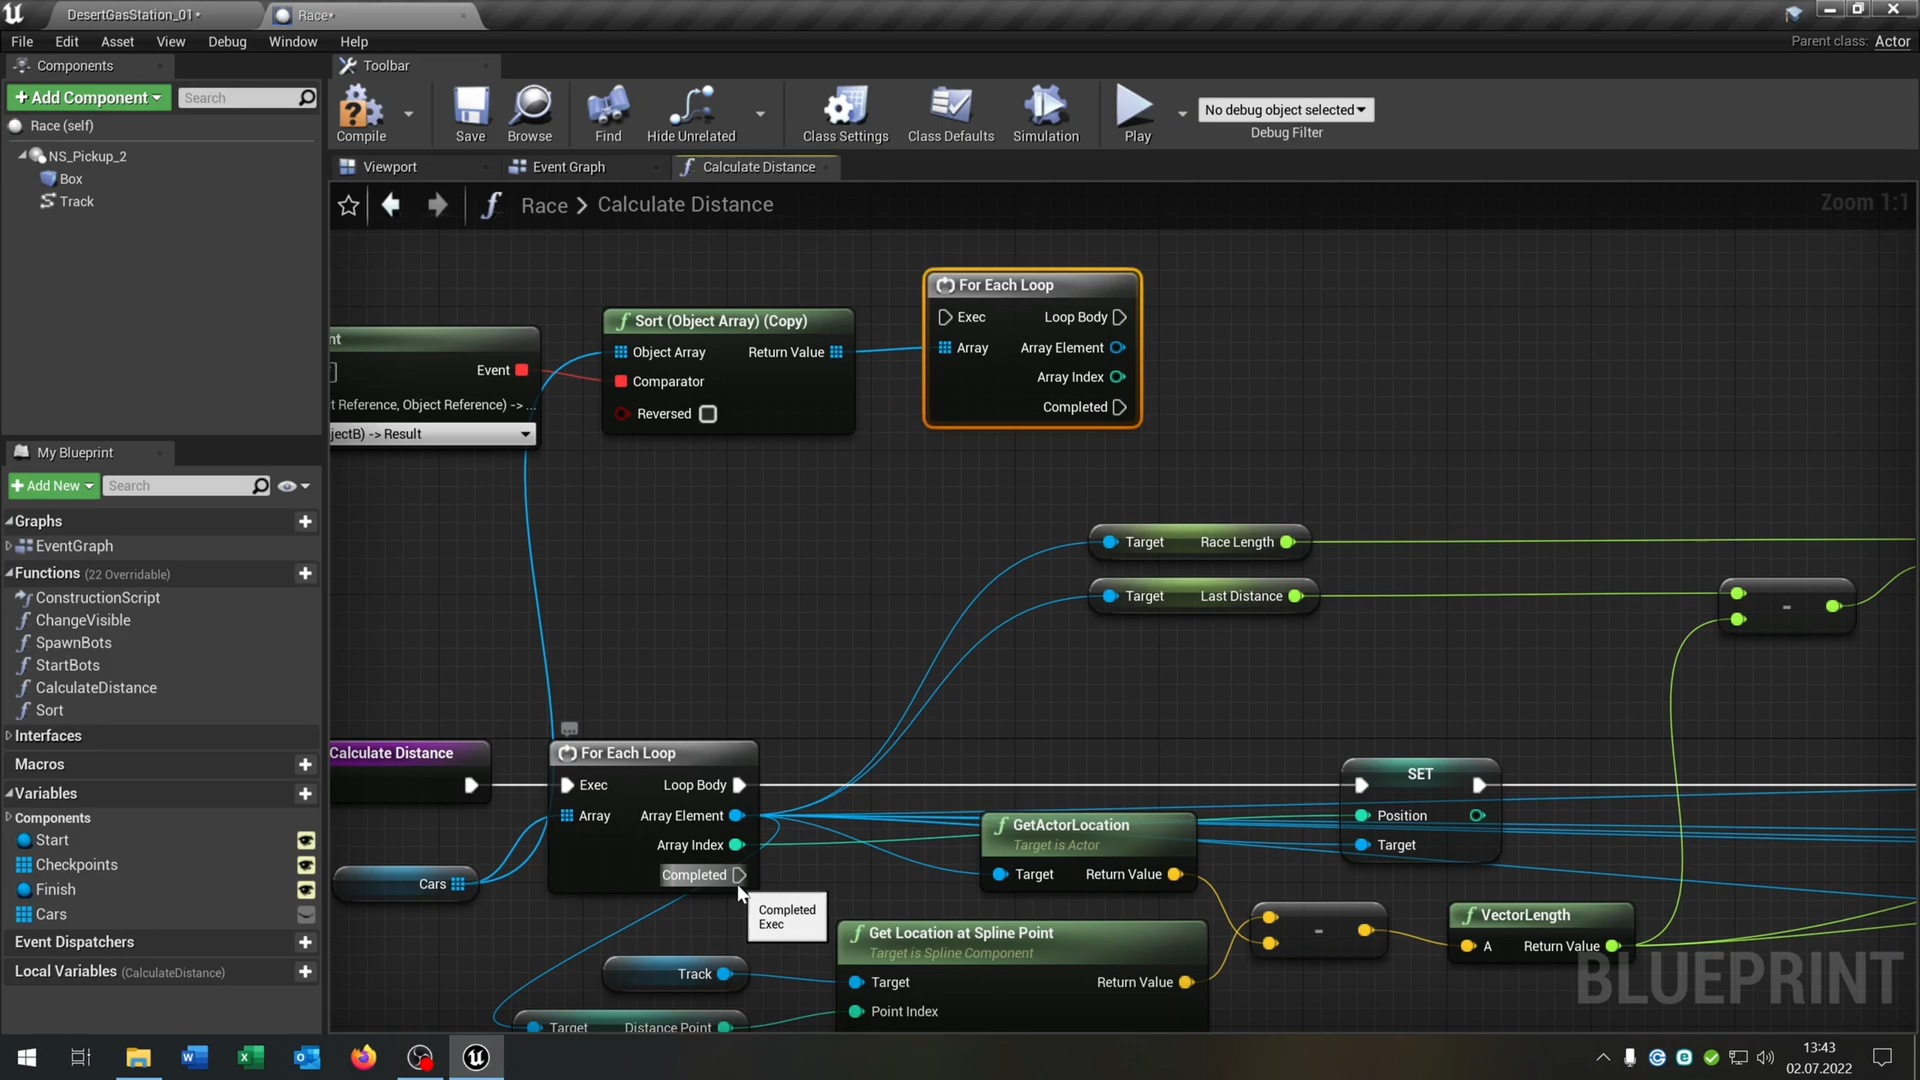 DesertGasStation_01*
Race*
File Edit Asset View Debug Window Help
Parent class: Actor
Components
Toolbar
+ Add Component
Search
Race (self)
NS_Pickup_2
Box
Track
Compile
Save
Browse
Find
Hide Unrelated
Class Settings
Class Defaults
Simulation
Play
No debug object selected
Debug Filter
Viewport
Event Graph
Calculate Distance
Race > Calculate Distance
Zoom 1:1
My Blueprint
+ Add New
Search
Graphs
EventGraph
Functions (22 Overridable)
ConstructionScript
ChangeVisible
SpawnBots
StartBots
CalculateDistance
Sort
Interfaces
Macros
Variables
Components
Start
Checkpoints
Finish
Cars
Event Dispatchers
Local Variables (CalculateDistance)
nt
Event
t Reference, Object Reference) -> ...
jectB) -> Result
Sort (Object Array) (Copy)
Object Array Return Value
Comparator
Reversed
For Each Loop
Exec Loop Body
Array Array Element
Array Index
Completed
Target Race Length
Target Last Distance
-
Calculate Distance
For Each Loop
Exec Loop Body
Array Array Element
Array Index
Completed
Completed
Exec
Cars
GetActorLocation
Target is Actor
Target Return Value
SET
Position
Target
-
VectorLength
A Return Value
Get Location at Spline Point
Target is Spline Component
Target Return Value
Point Index
Track
Target Distance Point
BLUEPRINT
13:43
02.07.2022